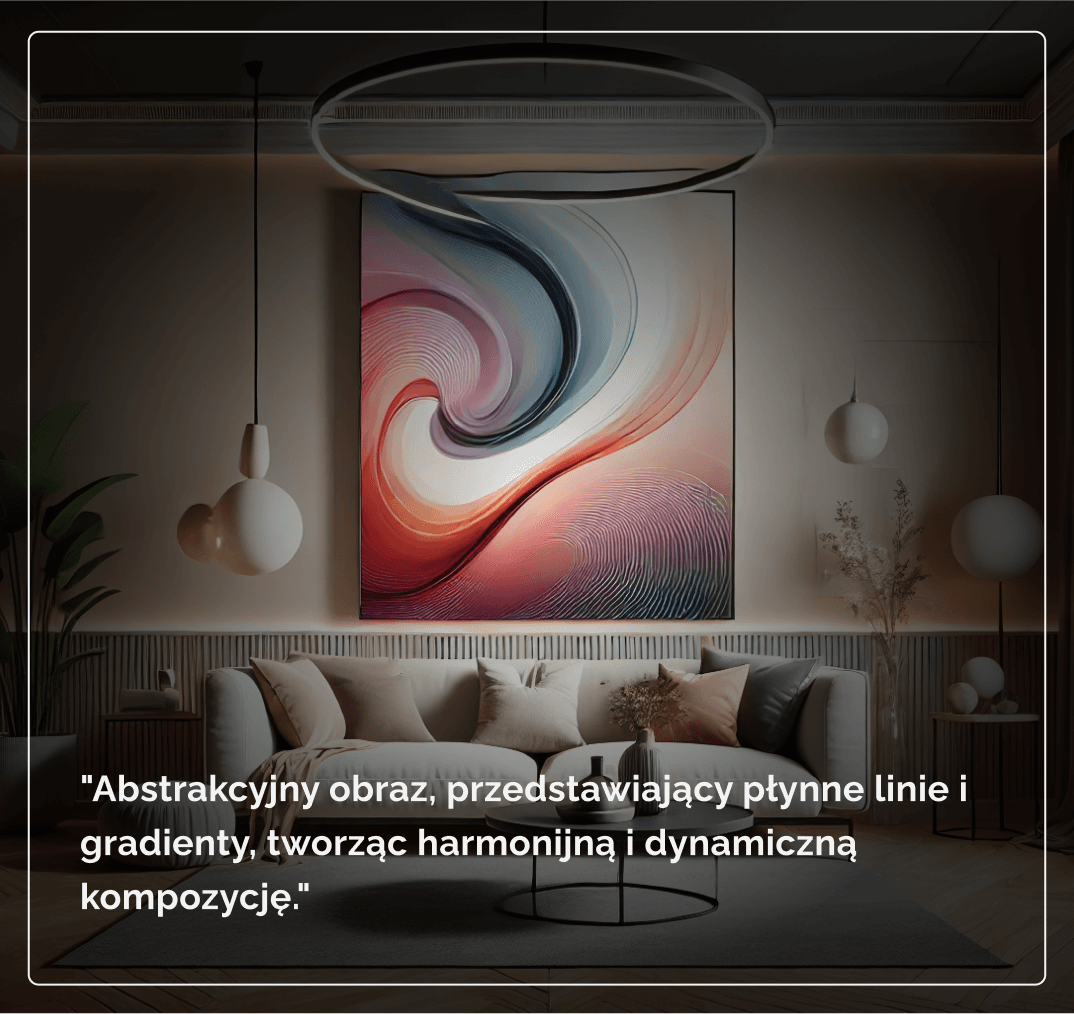 "Abstrakcyjny obraz, przedstawiający płynne linie i
gradienty, tworząc harmonijną i dynamiczną
kompozycję."